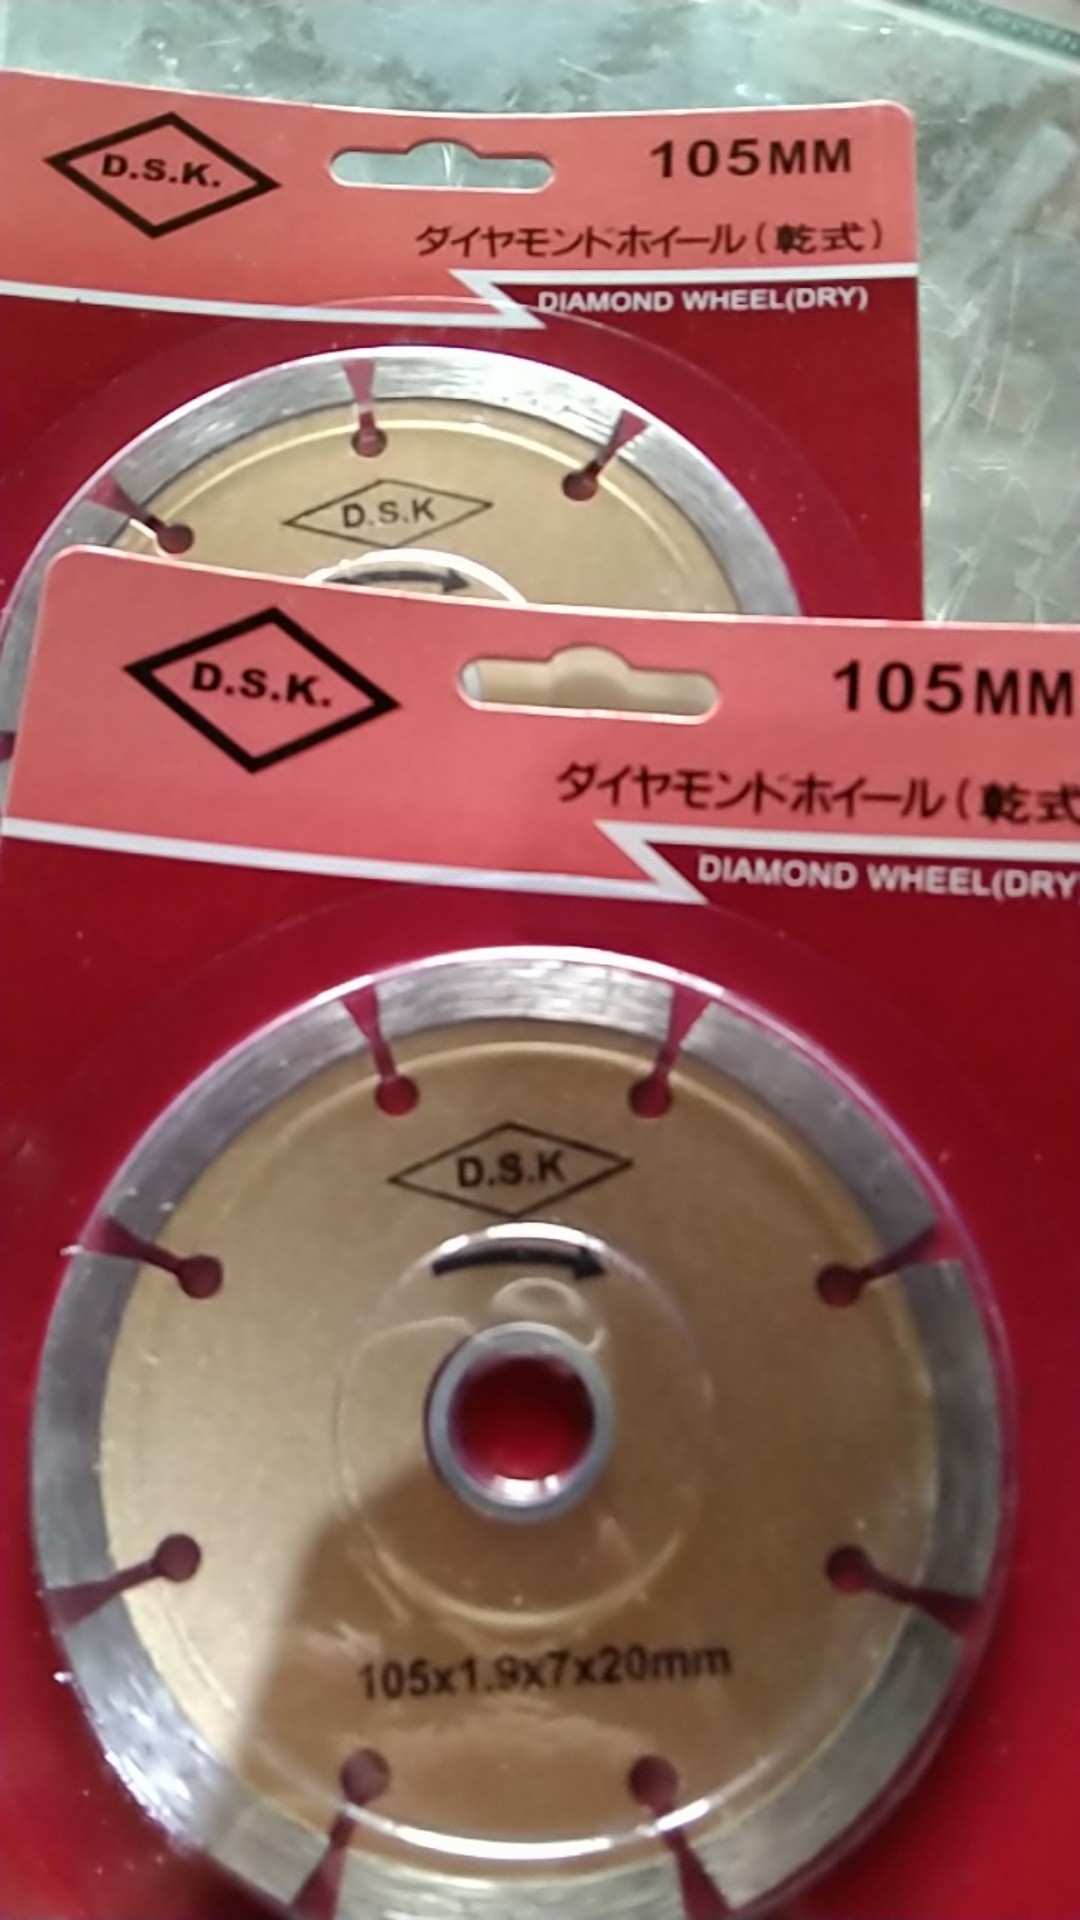 D.S.K.
105MM
ダイヤモンドホイール(乾式)
DIAMOND WHEEL(DRY)
D.S.K
D.S.K.
105MM
ダイヤモンドホイール(乾式
DIAMOND WHEEL(DRY)
D.S.K
105x1.9x7x20mm